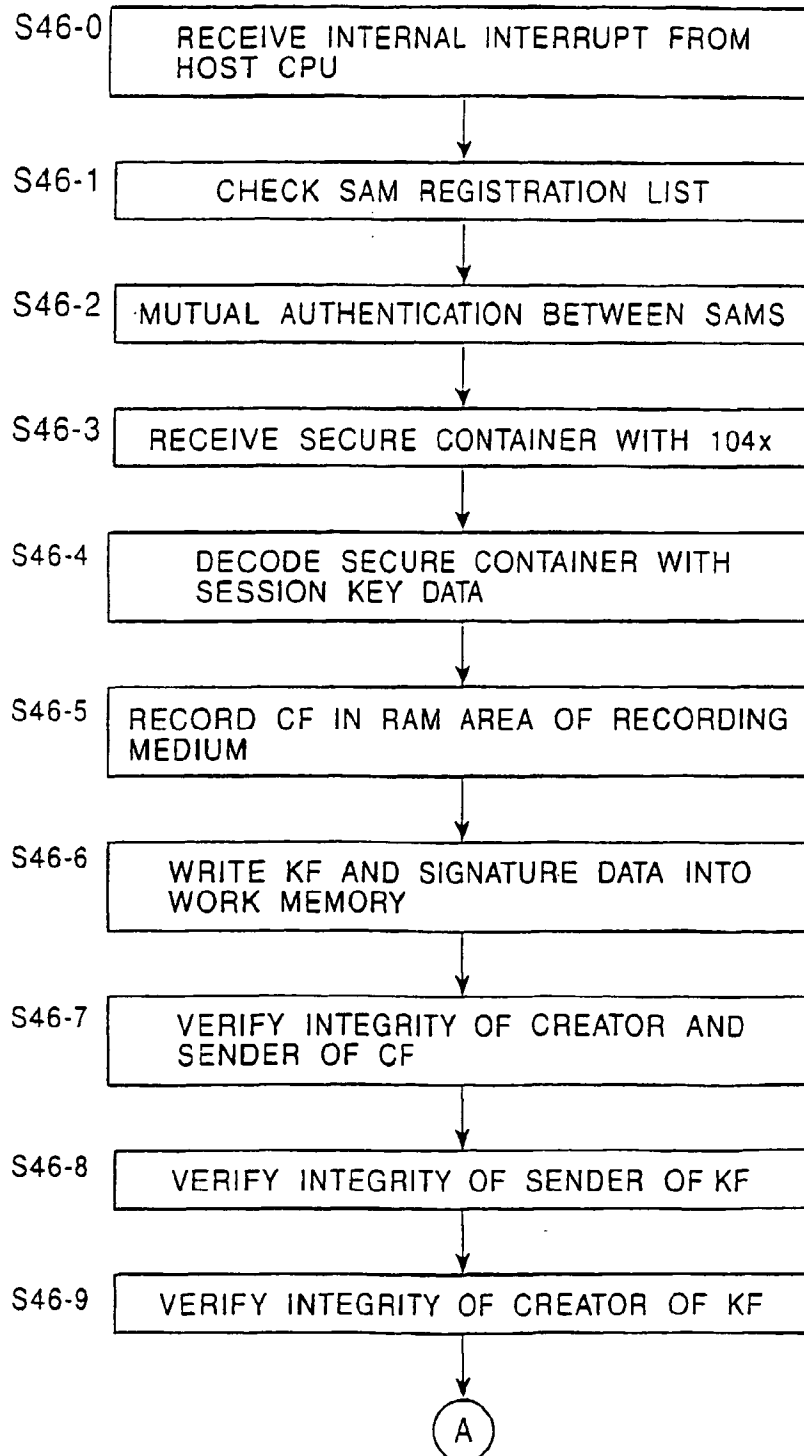 S46-0
RECEIVE INTERNAL INTERRUPT FROM
HOST CPU
S46-1
CHECK SAM REGISTRATION LIST
S46-2
MUTUAL AUTHENTICATION BETWEEN SAMS
S46-3
RECEIVE SECURE CONTAINER WITH 104x
S46-4
DECODE SECURE CONTAINER WITH
SESSION KEY DATA
S46-5
RECORD CF IN RAM AREA OF RECORDING
MEDIUM
S46-6
WRITE KF AND SIGNATURE DATA INTO
WORK MEMORY
S46-7
VERIFY INTEGRITY OF CREATOR AND
SENDER OF CF
S46-8
VERIFY INTEGRITY OF SENDER OF KF
S46-9
VERIFY INTEGRITY OF CREATOR OF KF
A